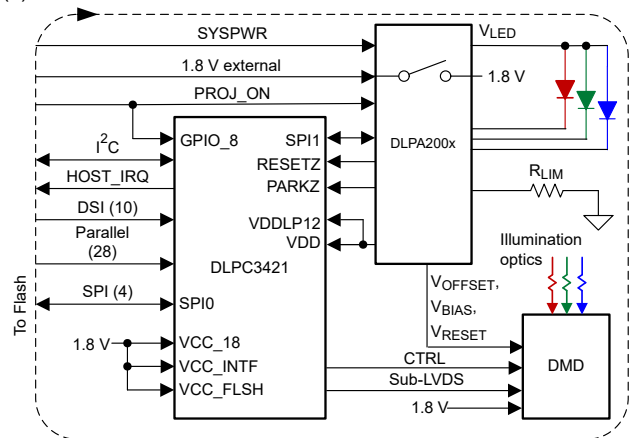 SYSPWR
1.8 V external
PROJ_ON
VLED
1.8 V
DLPA200x
GPIO_8
SPI1
I2C
HOST_IRQ
RESETZ
PARKZ
RLIM
DSI (10)
Parallel
(28)
VDDLP12
VDD
DLPC3421
Illumination
optics
SPI (4)
SPI0
To Flash
VOFFSET,
VBIAS,
VRESET
1.8 V
VCC_18
VCC_INTF
VCC_FLSH
CTRL
Sub-LVDS
1.8 V
DMD